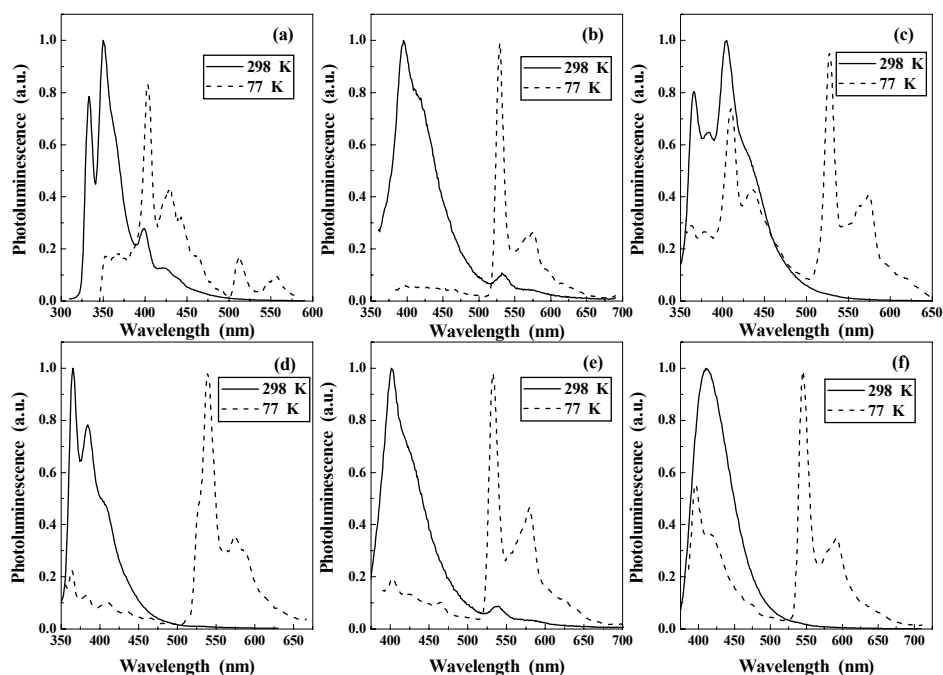 (a)
298 K
77 K
Photoluminescence (a.u.)
1.0
0.8
0.6
0.4
0.2
0.0
300 350 400 450 500 550 600
Wavelength (nm)
(b)
298 K
77 K
Photoluminescence (a.u.)
1.0
0.8
0.6
0.4
0.2
0.0
400 450 500 550 600 650 700
Wavelength (nm)
(c)
298 K
77 K
Photoluminescence (a.u.)
1.0
0.8
0.6
0.4
0.2
0.0
350 400 450 500 550 600 650
Wavelength (nm)
(d)
298 K
77 K
Photoluminescence (a.u.)
1.0
0.8
0.6
0.4
0.2
0.0
350 400 450 500 550 600 650
Wavelength (nm)
(e)
298 K
77 K
Photoluminescence (a.u.)
1.0
0.8
0.6
0.4
0.2
0.0
400 450 500 550 600 650 700
Wavelength (nm)
(f)
298 K
77 K
Photoluminescence (a.u.)
1.0
0.8
0.6
0.4
0.2
0.0
400 450 500 550 600 650 700
Wavelength (nm)